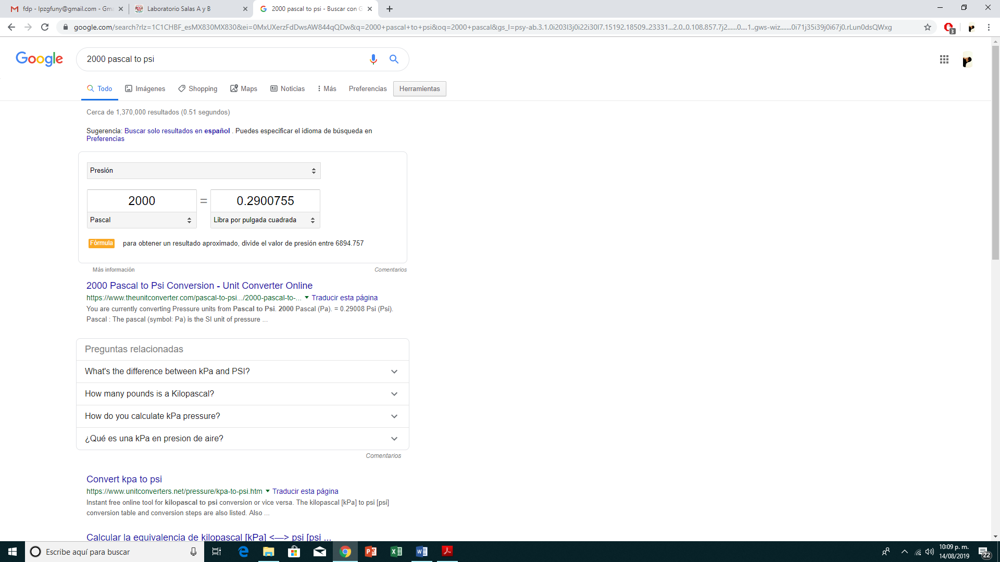 fdp - lpzgfuny@gmail.com - Gma
Laboratorio Salas A y B
2000 pascal to psi - Buscar con G
google.com/search?rlz=1C1CHBF_esMX830MX830&ei=0MxUXerzFdDwsAW844qQDw&q=2000+pascal+to+psi&oq=2000+pascal&gs_l=psy-ab.3.1.0i203l3j0i22i30l7.15192.18509..23331...2.0..0.108.857.7j2......0....1..gws-wiz.......0i71j35i39j0i67j0.rLun0dsQWxg
3
Google
2000 pascal to psi
Todo
Imágenes
Shopping
Maps
Noticias
Más
Preferencias
Herramientas
Cerca de 1,370,000 resultados (0.51 segundos)
Sugerencia: Buscar solo resultados en español . Puedes especificar el idioma de búsqueda en
Preferencias
Presión
2000 = 0.2900755
Pascal
Libra por pulgada cuadrada
Fórmula para obtener un resultado aproximado, divide el valor de presión entre 6894.757
Más información
Comentarios
2000 Pascal to Psi Conversion - Unit Converter Online
https://www.theunitconverter.com/pascal-to-psi.../2000-pascal-to-... Traducir esta página
You are currently converting Pressure units from Pascal to Psi. 2000 Pascal (Pa). = 0.29008 Psi (Psi).
Pascal : The pascal (symbol: Pa) is the SI unit of pressure ...
Preguntas relacionadas
What's the difference between kPa and PSI?
How many pounds is a Kilopascal?
How do you calculate kPa pressure?
¿Qué es una kPa en presion de aire?
Comentarios
Convert kpa to psi
https://www.unitconverters.net/pressure/kpa-to-psi.htm Traducir esta página
Instant free online tool for kilopascal to psi conversion or vice versa. The kilopascal [kPa] to psi [psi]
conversion table and conversion steps are also listed. Also ...
Calcular la equivalencia de kilopascal [kPa] <—> psi [psi ...
Escribe aquí para buscar
10:09 p. m.
14/08/2019
22